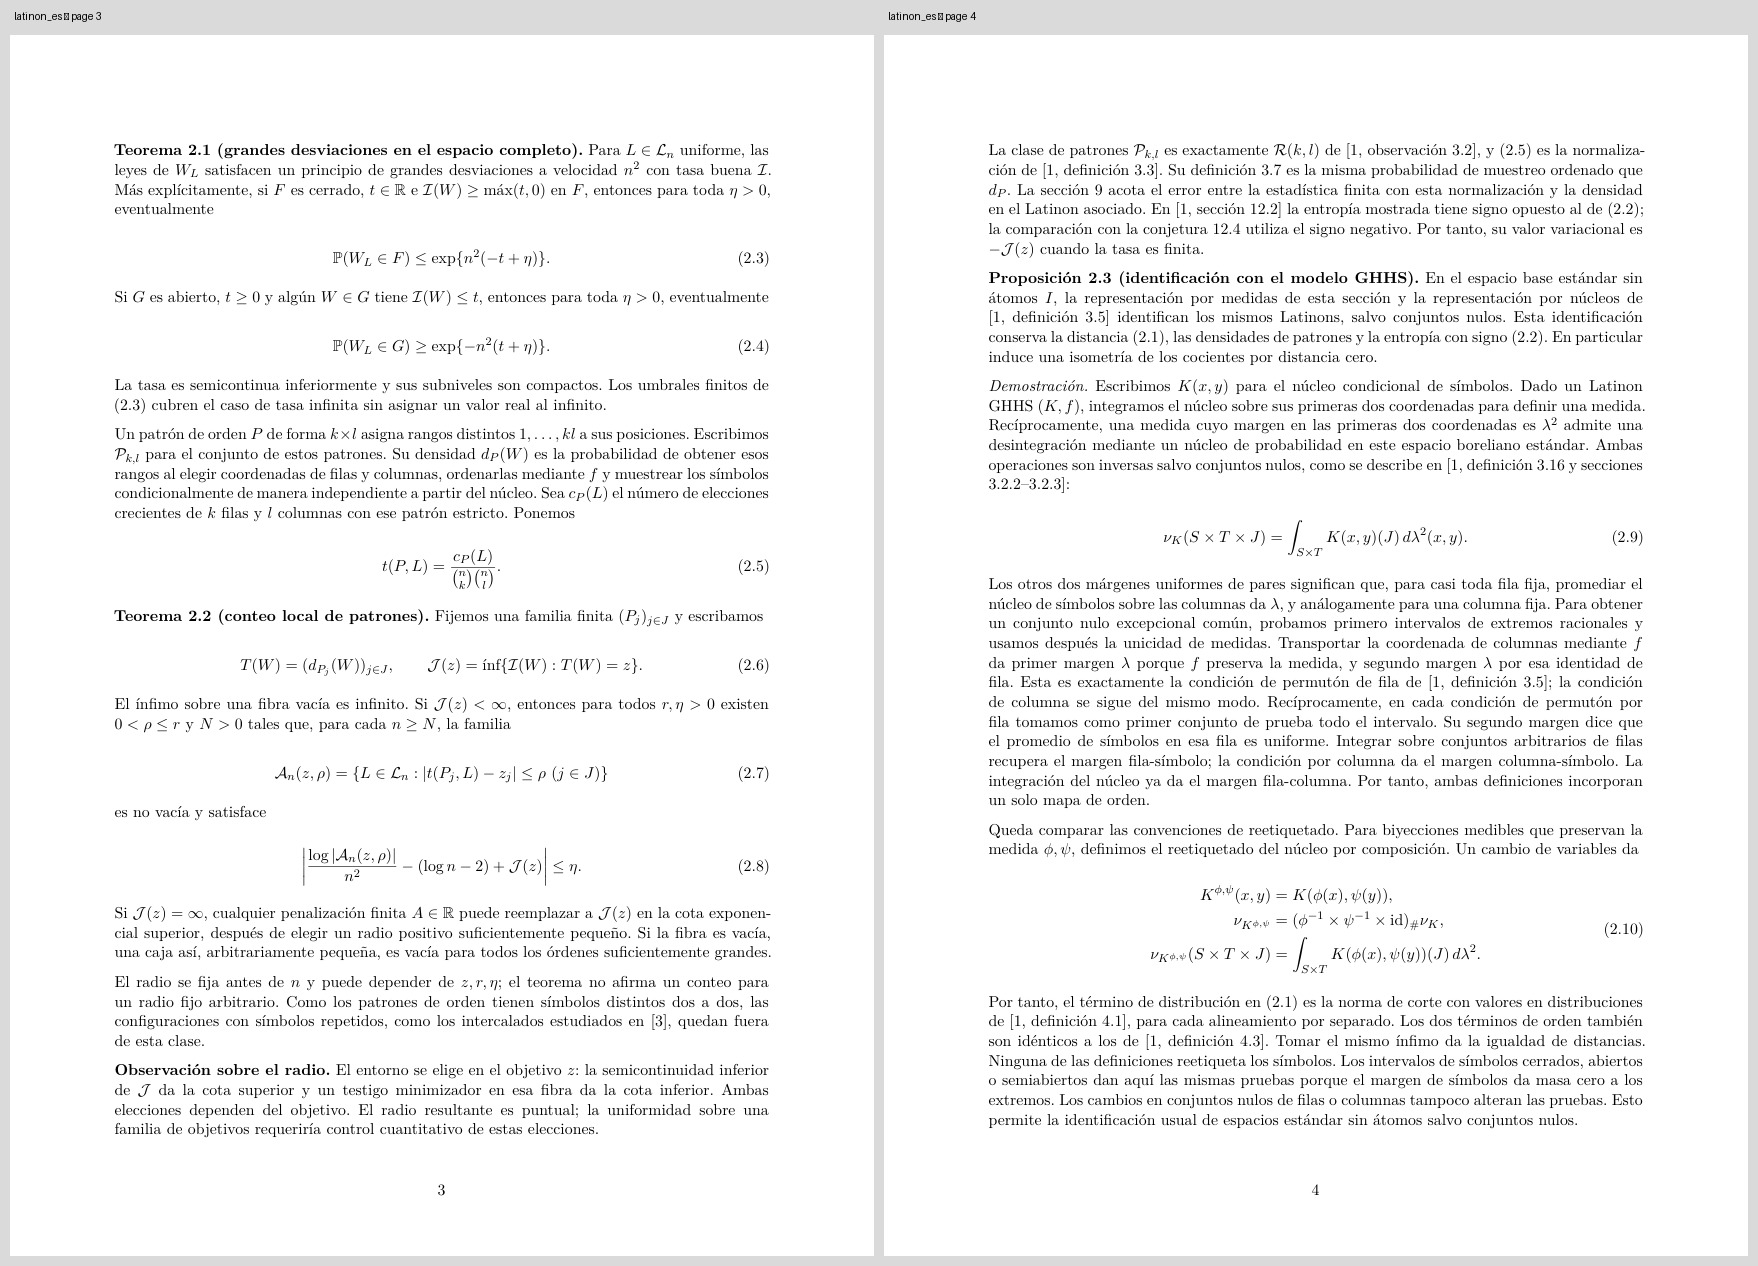 latinon_es page 3
Teorema 2.1 (grandes desviaciones en el espacio completo). Para L ∈ 𝓛_n uniforme, las
leyes de W_L satisfacen un principio de grandes desviaciones a velocidad n² con tasa buena 𝓘.
Más explícitamente, si F es cerrado, t ∈ ℝ e 𝓘(W) ≥ máx(t, 0) en F, entonces para toda η > 0,
eventualmente
ℙ(W_L ∈ F) ≤ exp{n²(−t + η)}. (2.3)
Si G es abierto, t ≥ 0 y algún W ∈ G tiene 𝓘(W) ≤ t, entonces para toda η > 0, eventualmente
ℙ(W_L ∈ G) ≥ exp{−n²(t + η)}. (2.4)
La tasa es semicontinua inferiormente y sus subniveles son compactos. Los umbrales finitos de
(2.3) cubren el caso de tasa infinita sin asignar un valor real al infinito.
Un patrón de orden P de forma k×l asigna rangos distintos 1, . . . , kl a sus posiciones. Escribimos
𝓟_{k,l} para el conjunto de estos patrones. Su densidad d_P(W) es la probabilidad de obtener esos
rangos al elegir coordenadas de filas y columnas, ordenarlas mediante f y muestrear los símbolos
condicionalmente de manera independiente a partir del núcleo. Sea c_P(L) el número de elecciones
crecientes de k filas y l columnas con ese patrón estricto. Ponemos
t(P, L) = c_P(L) / (\binom{n}{k}\binom{n}{l}). (2.5)
Teorema 2.2 (conteo local de patrones). Fijemos una familia finita (P_j)_{j∈J} y escribamos
T(W) = (d_{P_j}(W))_{j∈J}, 𝓙(z) = ínf{𝓘(W) : T(W) = z}. (2.6)
El ínfimo sobre una fibra vacía es infinito. Si 𝓙(z) < ∞, entonces para todos r, η > 0 existen
0 < ρ ≤ r y N > 0 tales que, para cada n ≥ N, la familia
𝓐_n(z, ρ) = {L ∈ 𝓛_n : |t(P_j, L) − z_j| ≤ ρ (j ∈ J)} (2.7)
es no vacía y satisface
|log |𝓐_n(z, ρ)| / n² − (log n − 2) + 𝓙(z)| ≤ η. (2.8)
Si 𝓙(z) = ∞, cualquier penalización finita A ∈ ℝ puede reemplazar a 𝓙(z) en la cota exponen-
cial superior, después de elegir un radio positivo suficientemente pequeño. Si la fibra es vacía,
una caja así, arbitrariamente pequeña, es vacía para todos los órdenes suficientemente grandes.
El radio se fija antes de n y puede depender de z, r, η; el teorema no afirma un conteo para
un radio fijo arbitrario. Como los patrones de orden tienen símbolos distintos dos a dos, las
configuraciones con símbolos repetidos, como los intercalados estudiados en [3], quedan fuera
de esta clase.
Observación sobre el radio. El entorno se elige en el objetivo z: la semicontinuidad inferior
de 𝓙 da la cota superior y un testigo minimizador en esa fibra da la cota inferior. Ambas
elecciones dependen del objetivo. El radio resultante es puntual; la uniformidad sobre una
familia de objetivos requeriría control cuantitativo de estas elecciones.
3
latinon_es page 4
La clase de patrones 𝓟_{k,l} es exactamente 𝓡(k, l) de [1, observación 3.2], y (2.5) es la normaliza-
ción de [1, definición 3.3]. Su definición 3.7 es la misma probabilidad de muestreo ordenado que
d_P. La sección 9 acota el error entre la estadística finita con esta normalización y la densidad
en el Latinon asociado. En [1, sección 12.2] la entropía mostrada tiene signo opuesto al de (2.2);
la comparación con la conjetura 12.4 utiliza el signo negativo. Por tanto, su valor variacional es
−𝓙(z) cuando la tasa es finita.
Proposición 2.3 (identificación con el modelo GHHS). En el espacio base estándar sin
átomos I, la representación por medidas de esta sección y la representación por núcleos de
[1, definición 3.5] identifican los mismos Latinons, salvo conjuntos nulos. Esta identificación
conserva la distancia (2.1), las densidades de patrones y la entropía con signo (2.2). En particular
induce una isometría de los cocientes por distancia cero.
Demostración. Escribimos K(x, y) para el núcleo condicional de símbolos. Dado un Latinon
GHHS (K, f), integramos el núcleo sobre sus primeras dos coordenadas para definir una medida.
Recíprocamente, una medida cuyo margen en las primeras dos coordenadas es λ² admite una
desintegración mediante un núcleo de probabilidad en este espacio boreliano estándar. Ambas
operaciones son inversas salvo conjuntos nulos, como se describe en [1, definición 3.16 y secciones
3.2.2–3.2.3]:
ν_K(S × T × J) = ∫_{S×T} K(x, y)(J) dλ²(x, y). (2.9)
Los otros dos márgenes uniformes de pares significan que, para casi toda fila fija, promediar el
núcleo de símbolos sobre las columnas da λ, y análogamente para una columna fija. Para obtener
un conjunto nulo excepcional común, probamos primero intervalos de extremos racionales y
usamos después la unicidad de medidas. Transportar la coordenada de columnas mediante f
da primer margen λ porque f preserva la medida, y segundo margen λ por esa identidad de
fila. Esta es exactamente la condición de permutón de fila de [1, definición 3.5]; la condición
de columna se sigue del mismo modo. Recíprocamente, en cada condición de permutón por
fila tomamos como primer conjunto de prueba todo el intervalo. Su segundo margen dice que
el promedio de símbolos en esa fila es uniforme. Integrar sobre conjuntos arbitrarios de filas
recupera el margen fila-símbolo; la condición por columna da el margen columna-símbolo. La
integración del núcleo ya da el margen fila-columna. Por tanto, ambas definiciones incorporan
un solo mapa de orden.
Queda comparar las convenciones de reetiquetado. Para biyecciones medibles que preservan la
medida ϕ, ψ, definimos el reetiquetado del núcleo por composición. Un cambio de variables da
K^{ϕ,ψ}(x, y) = K(ϕ(x), ψ(y)),
ν_{K^{ϕ,ψ}} = (ϕ⁻¹ × ψ⁻¹ × id)_# ν_K, (2.10)
ν_{K^{ϕ,ψ}}(S × T × J) = ∫_{S×T} K(ϕ(x), ψ(y))(J) dλ².
Por tanto, el término de distribución en (2.1) es la norma de corte con valores en distribuciones
de [1, definición 4.1], para cada alineamiento por separado. Los dos términos de orden también
son idénticos a los de [1, definición 4.3]. Tomar el mismo ínfimo da la igualdad de distancias.
Ninguna de las definiciones reetiqueta los símbolos. Los intervalos de símbolos cerrados, abiertos
o semiabiertos dan aquí las mismas pruebas porque el margen de símbolos da masa cero a los
extremos. Los cambios en conjuntos nulos de filas o columnas tampoco alteran las pruebas. Esto
permite la identificación usual de espacios estándar sin átomos salvo conjuntos nulos.
4